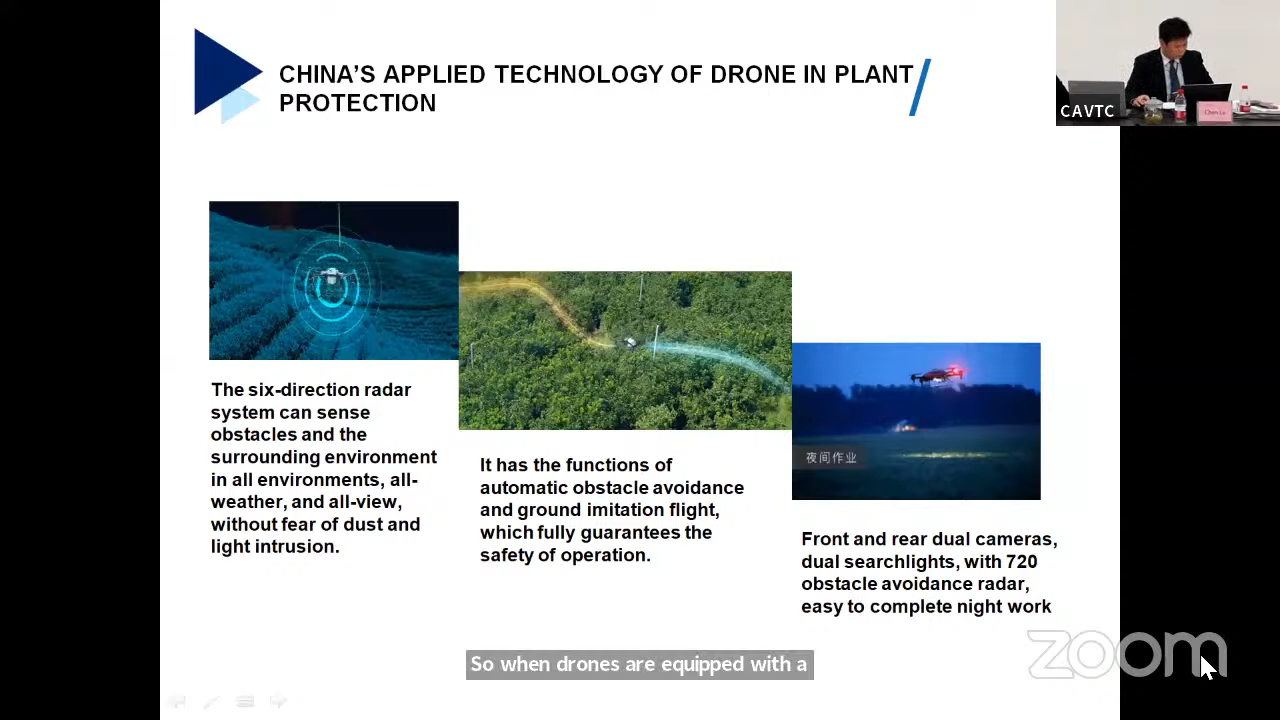 CHINA'S APPLIED TECHNOLOGY OF DRONE IN PLANT
PROTECTION
CAVTC
Chen Le
The six-direction radar
system can sense
obstacles and the
surrounding environment
in all environments, all-
weather, and all-view,
without fear of dust and
light intrusion.
It has the functions of
automatic obstacle avoidance
and ground imitation flight,
which fully guarantees the
safety of operation.
夜间作业
Front and rear dual cameras,
dual searchlights, with 720
obstacle avoidance radar,
easy to complete night work
So when drones are equipped with a
zoom